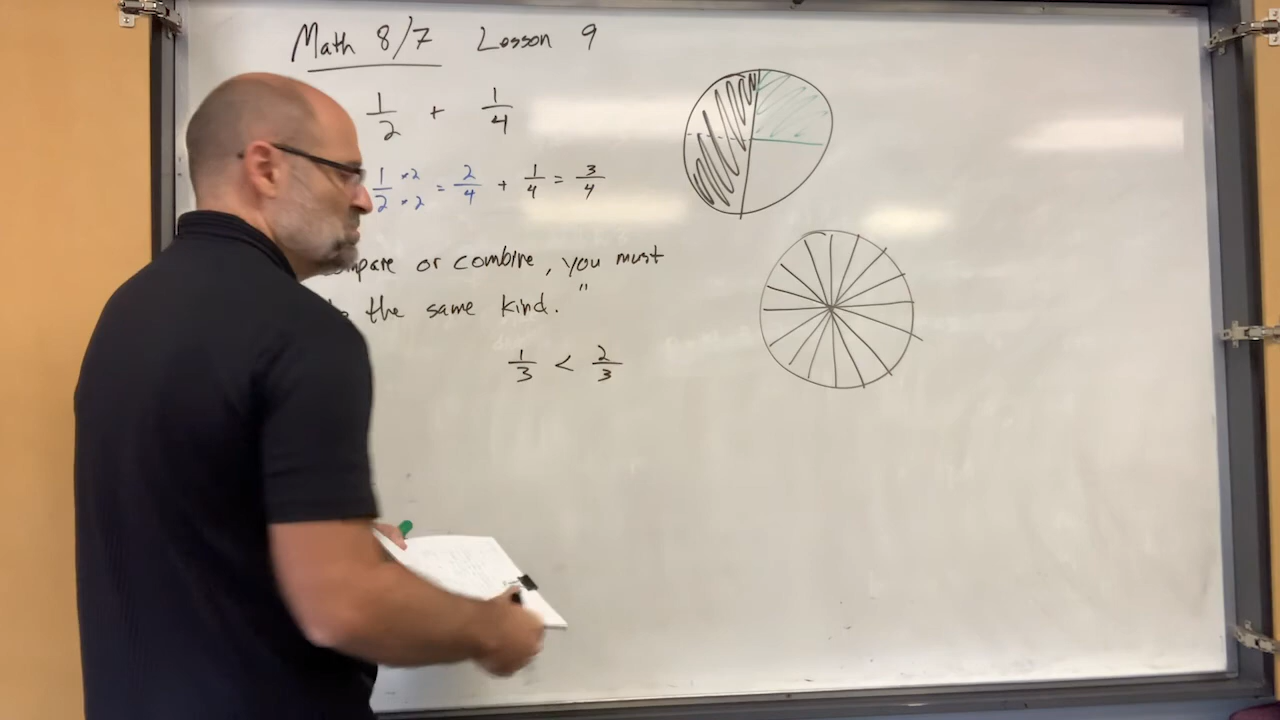 Math 8/7 Lesson 9
1/2 + 1/4
1/2 ×2/×2 = 2/4 + 1/4 = 3/4
or combine, you must
the same kind."
1/3 < 2/3